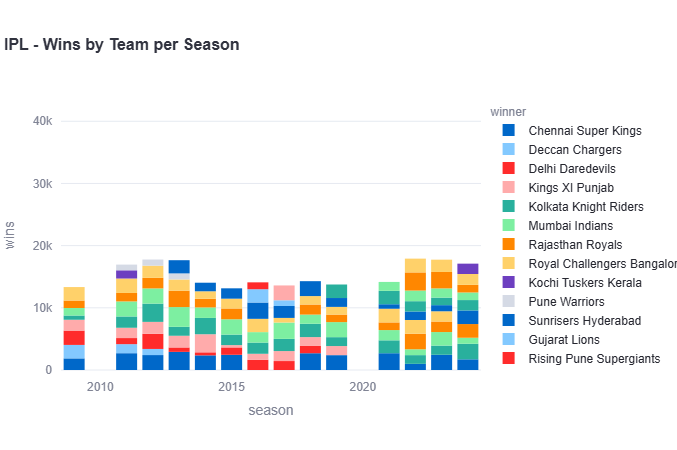 IPL - Wins by Team per Season
winner
40k
30k
20k
10k
0
wins
2010
2015
2020
season
Chennai Super Kings
Deccan Chargers
Delhi Daredevils
Kings XI Punjab
Kolkata Knight Riders
Mumbai Indians
Rajasthan Royals
Royal Challengers Bangalor
Kochi Tuskers Kerala
Pune Warriors
Sunrisers Hyderabad
Gujarat Lions
Rising Pune Supergiants